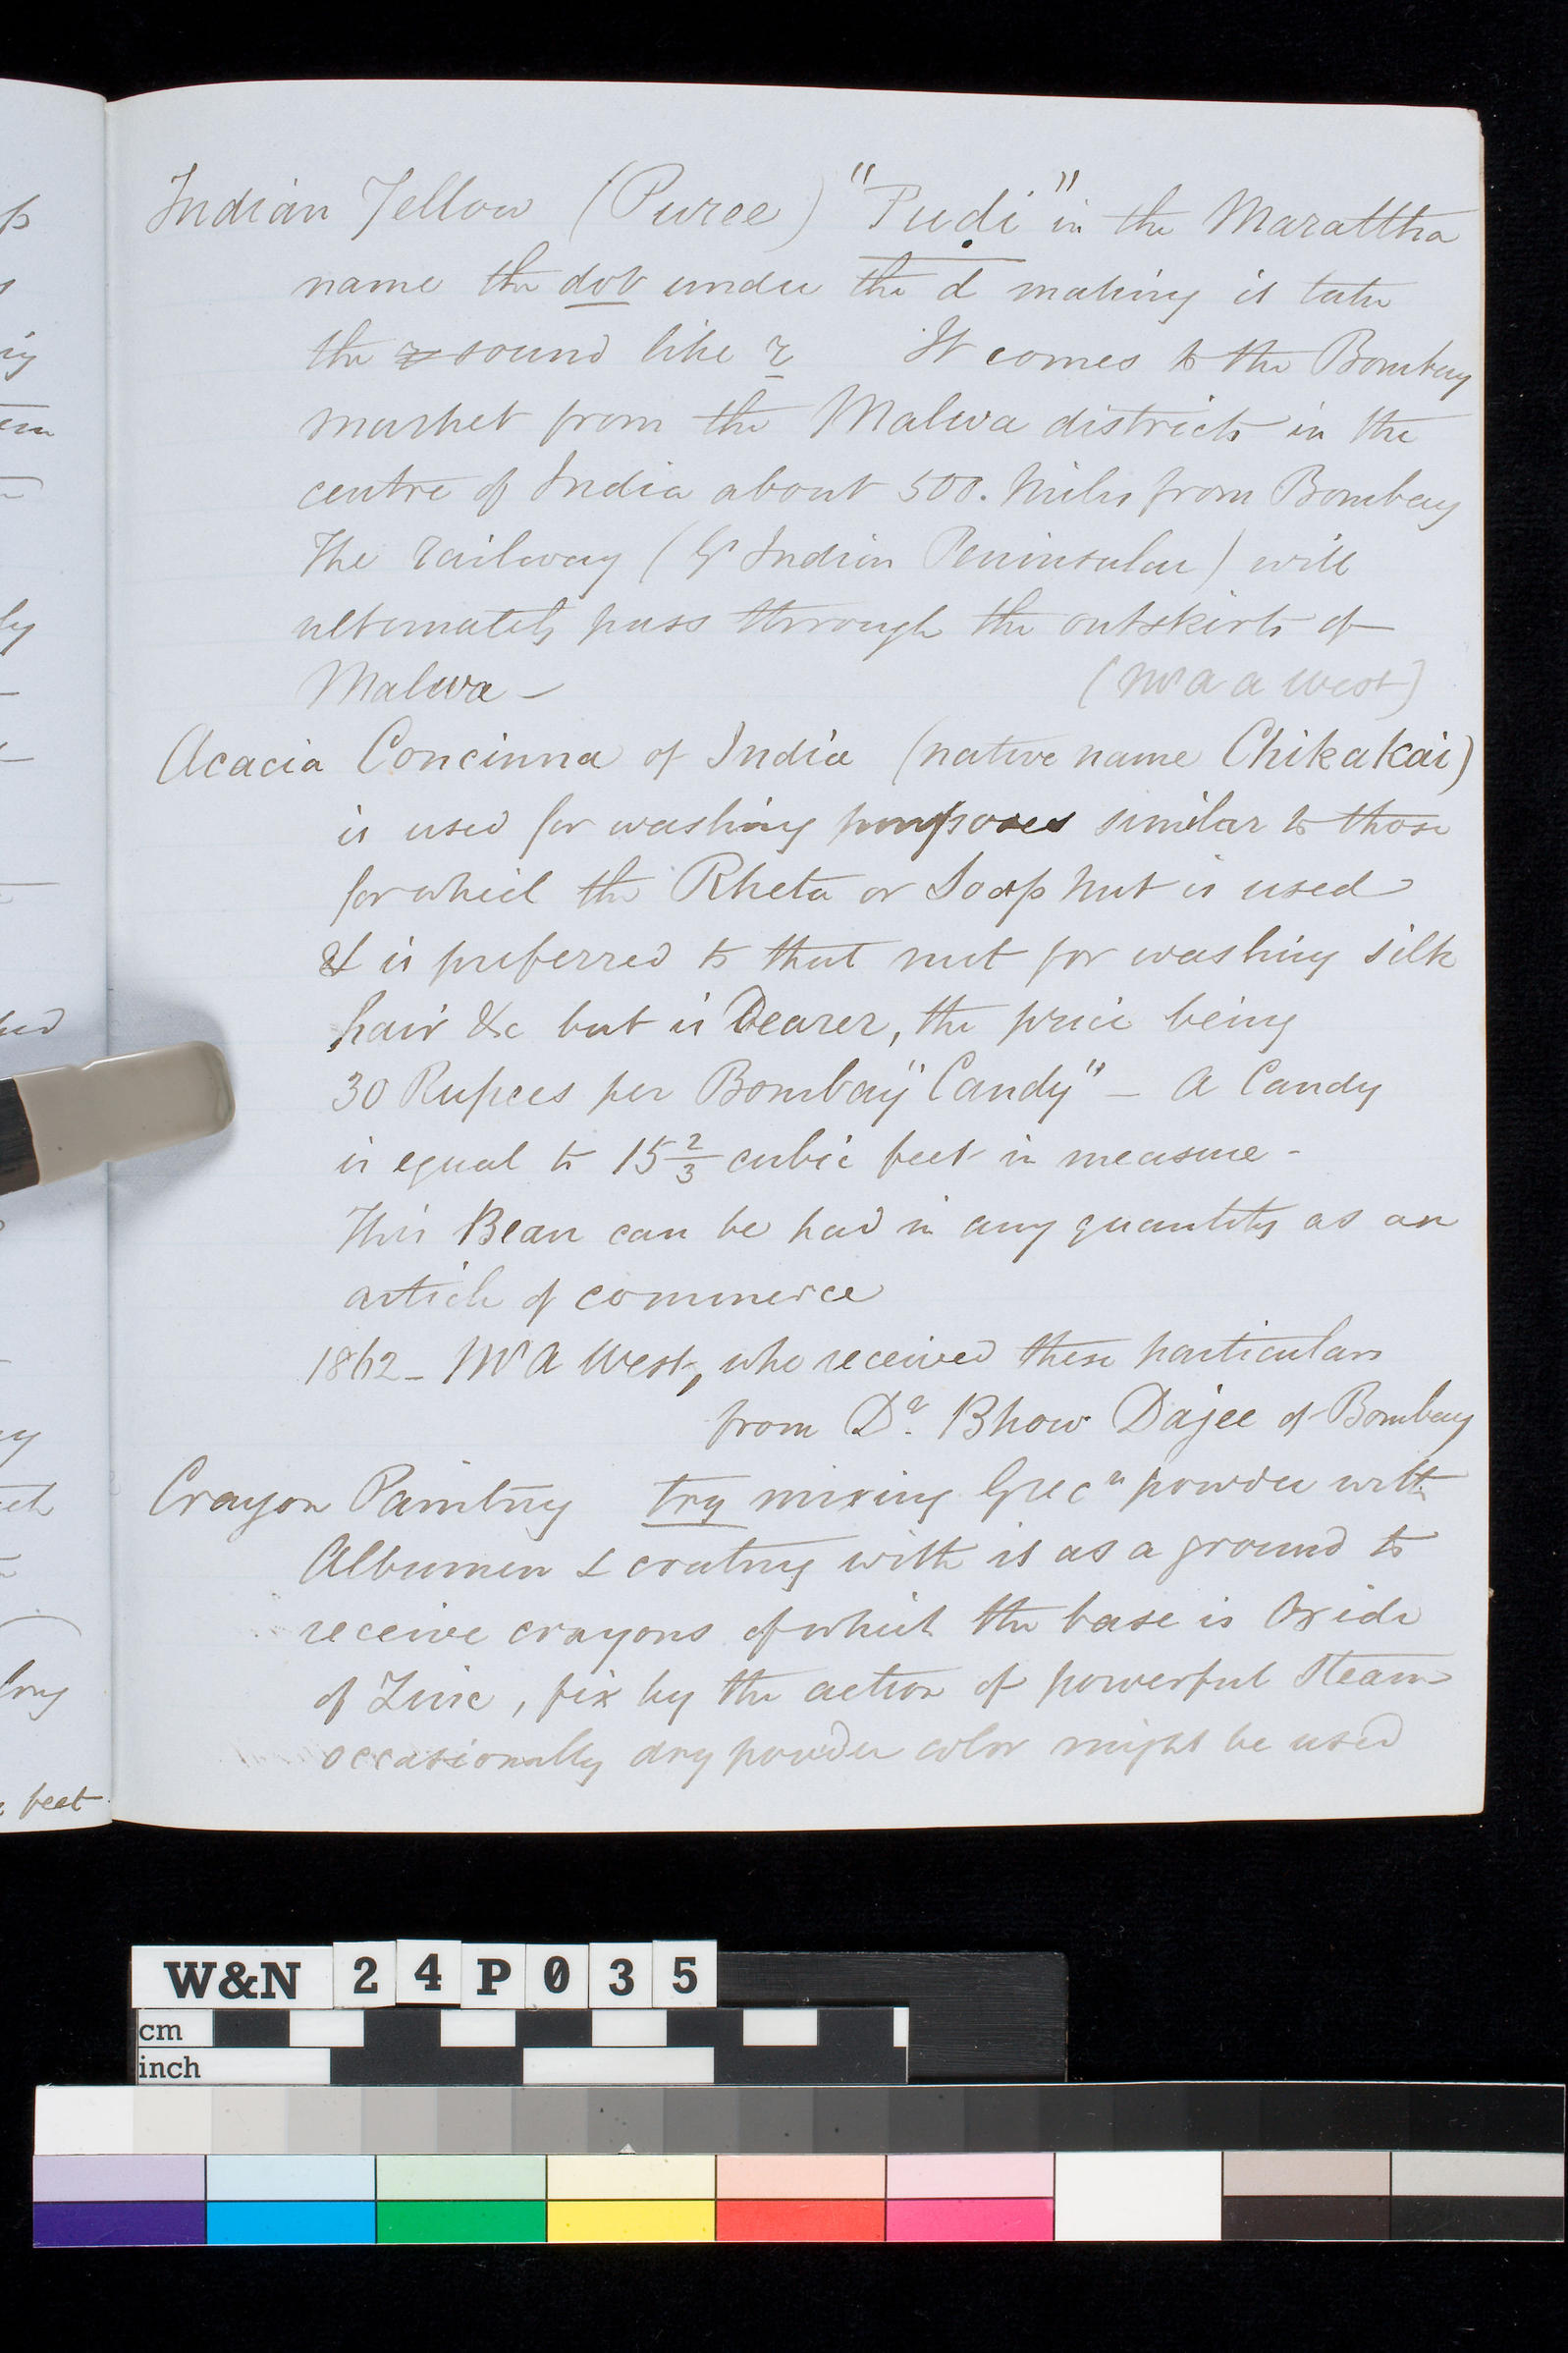 Indian Yellow (Puree) "Pudi" in the Marattha
name the dot under the d making it take
the r sound like r It comes to the Bombay
market from the Malwa districts in the
centre of India about 500. Miles from Bombay
The railway (Gt Indian Peninsular) will
ultimately pass through the outskirts of
Malwa -
(Mr A A West)
Acacia Concinna of India (native name Chikakai)
is used for washing purposes similar to those
for which the Rheta or Soap Nut is used
& is preferred to that nut for washing silk
hair &c but is Dearer, the price being
30 Rupees per Bombay "Candy" - A Candy
is equal to 15 2/3 cubic feet in measure -
This Bean can be had in any quantity as an
article of commerce
1862 - Mr A West, who received these particulars
from Dr. Bhow Dajee of Bombay
Crayon Painting try mixing Grecn powder with
Albumen & coating with it as a ground to
receive crayons of which the base is Oxide
of Zinc, fix by the action of powerful Steam
occasionally dry powder color might be used
feet
W&N 24P035
cm
inch